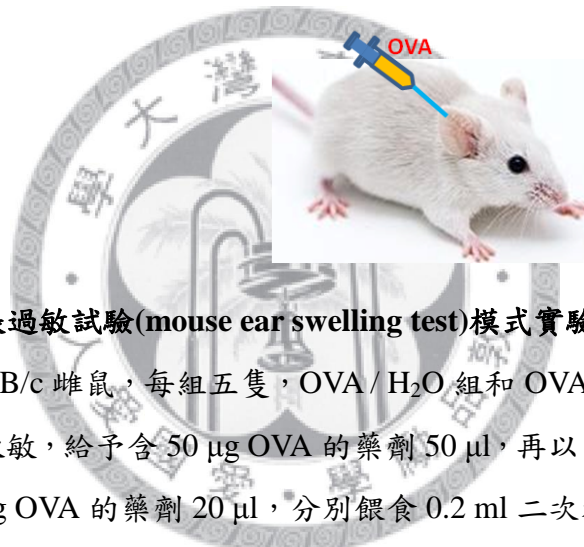 OVA
過敏試驗(mouse ear swelling test)模式實驗
B/c 雌鼠，每組五隻，OVA / H₂O 組和 OVA
敏，給予含 50 μg OVA 的藥劑 50 μl，再以
g OVA 的藥劑 20 μl，分別餵食 0.2 ml 二次